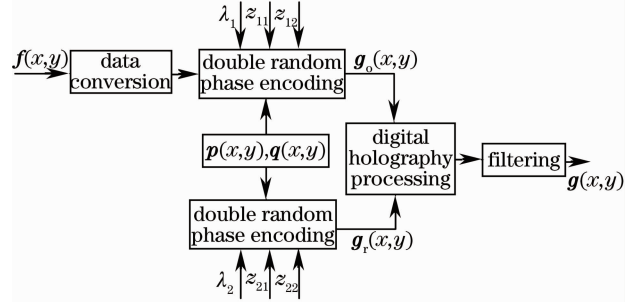 λ₁ z₁₁ z₁₂
f(x,y)
data
conversion
double random
phase encoding
gₒ(x,y)
p(x,y),q(x,y)
digital
holography
processing
filtering
g(x,y)
double random
phase encoding
gᵣ(x,y)
λ₂ z₂₁ z₂₂